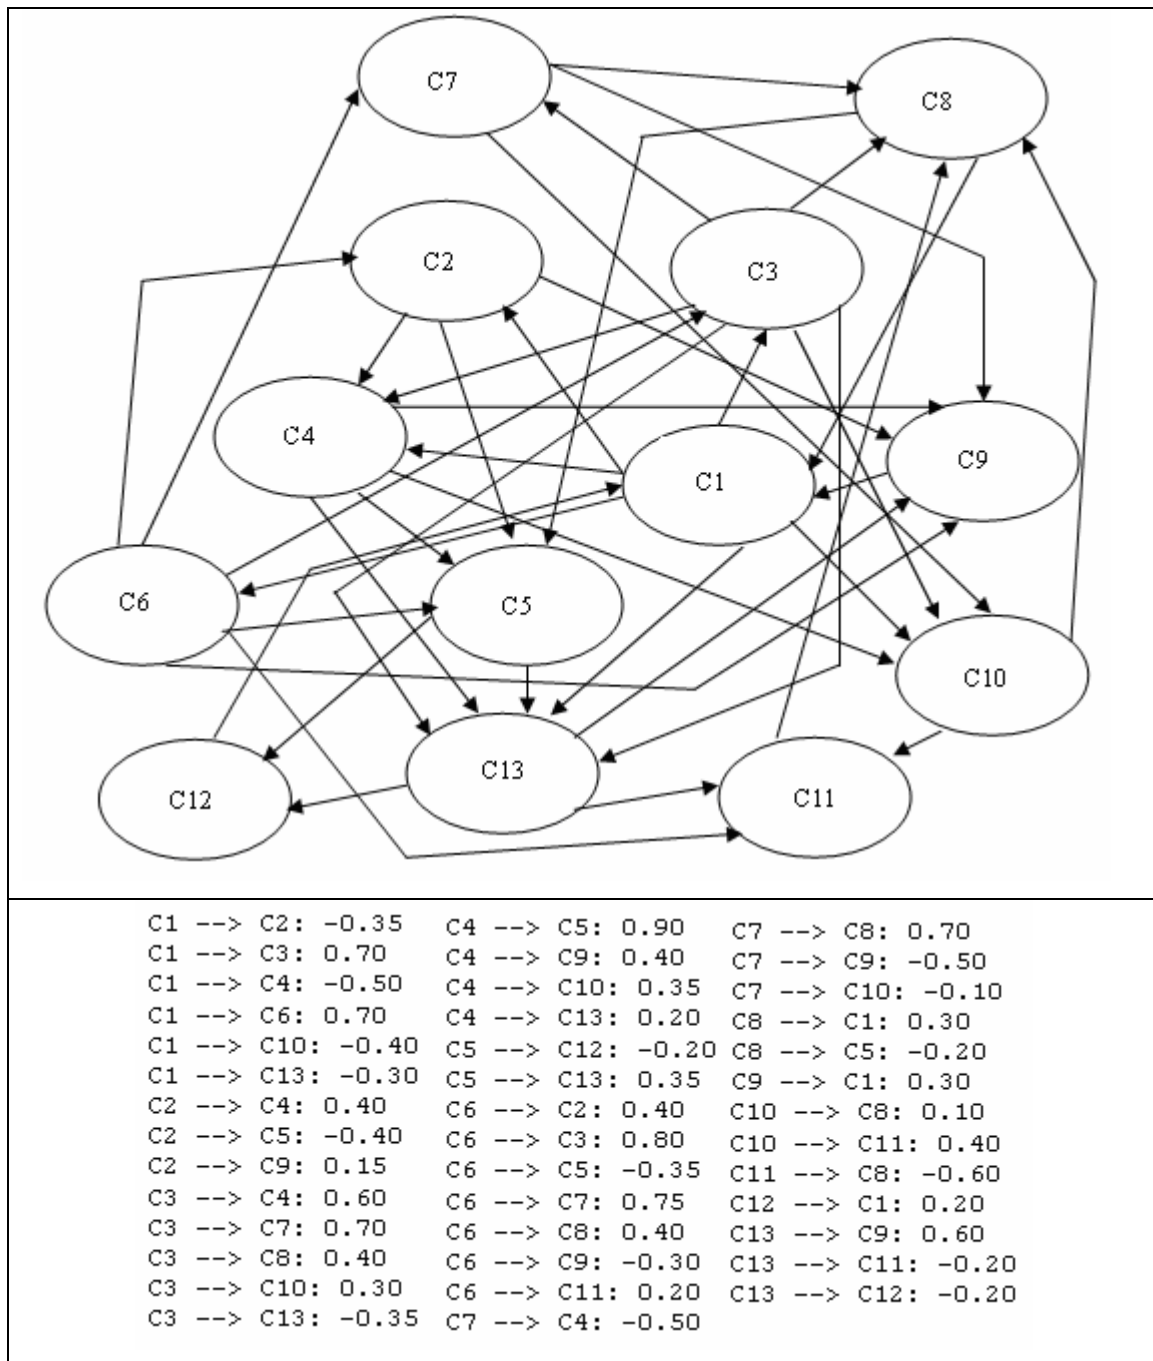 C7
C8
C2
C3
C4
C9
C1
C6
C5
C10
C13
C12
C11
C1 --> C2: -0.35
C1 --> C3: 0.70
C1 --> C4: -0.50
C1 --> C6: 0.70
C1 --> C10: -0.40
C1 --> C13: -0.30
C2 --> C4: 0.40
C2 --> C5: -0.40
C2 --> C9: 0.15
C3 --> C4: 0.60
C3 --> C7: 0.70
C3 --> C8: 0.40
C3 --> C10: 0.30
C3 --> C13: -0.35
C4 --> C5: 0.90
C4 --> C9: 0.40
C4 --> C10: 0.35
C4 --> C13: 0.20
C5 --> C12: -0.20
C5 --> C13: 0.35
C6 --> C2: 0.40
C6 --> C3: 0.80
C6 --> C5: -0.35
C6 --> C7: 0.75
C6 --> C8: 0.40
C6 --> C9: -0.30
C6 --> C11: 0.20
C7 --> C4: -0.50
C7 --> C8: 0.70
C7 --> C9: -0.50
C7 --> C10: -0.10
C8 --> C1: 0.30
C8 --> C5: -0.20
C9 --> C1: 0.30
C10 --> C8: 0.10
C10 --> C11: 0.40
C11 --> C8: -0.60
C12 --> C1: 0.20
C13 --> C9: 0.60
C13 --> C11: -0.20
C13 --> C12: -0.20